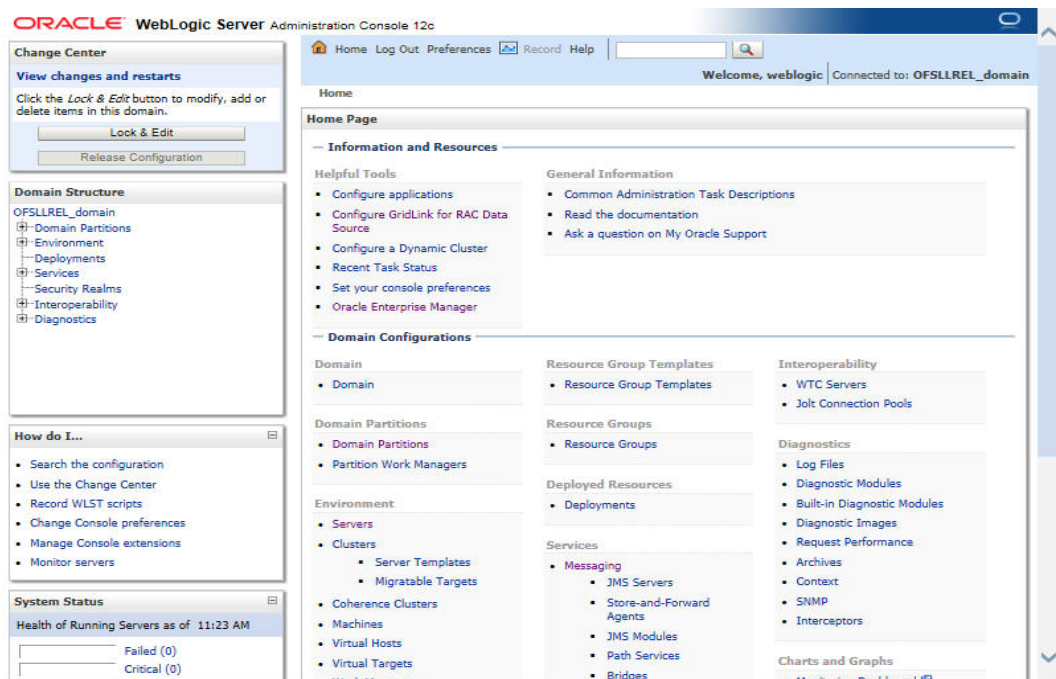 ORACLE WebLogic Server Administration Console 12c
Change Center
View changes and restarts
Click the Lock & Edit button to modify, add or
delete items in this domain.
Lock & Edit
Release Configuration
Domain Structure
OFSLLREL_domain
Domain Partitions
Environment
Deployments
Services
Security Realms
Interoperability
Diagnostics
How do I...
Search the configuration
Use the Change Center
Record WLST scripts
Change Console preferences
Manage Console extensions
Monitor servers
System Status
Health of Running Servers as of 11:23 AM
Failed (0)
Critical (0)
Home Log Out Preferences Record Help
Welcome, weblogic Connected to: OFSLLREL_domain
Home
Home Page
Information and Resources
Helpful Tools
Configure applications
Configure GridLink for RAC Data
Source
Configure a Dynamic Cluster
Recent Task Status
Set your console preferences
Oracle Enterprise Manager
General Information
Common Administration Task Descriptions
Read the documentation
Ask a question on My Oracle Support
Domain Configurations
Domain
Domain
Domain Partitions
Domain Partitions
Partition Work Managers
Environment
Servers
Clusters
Server Templates
Migratable Targets
Coherence Clusters
Machines
Virtual Hosts
Virtual Targets
Resource Group Templates
Resource Group Templates
Resource Groups
Resource Groups
Deployed Resources
Deployments
Services
Messaging
JMS Servers
Store-and-Forward
Agents
JMS Modules
Path Services
Bridges
Interoperability
WTC Servers
Jolt Connection Pools
Diagnostics
Log Files
Diagnostic Modules
Built-in Diagnostic Modules
Diagnostic Images
Request Performance
Archives
Context
SNMP
Interceptors
Charts and Graphs